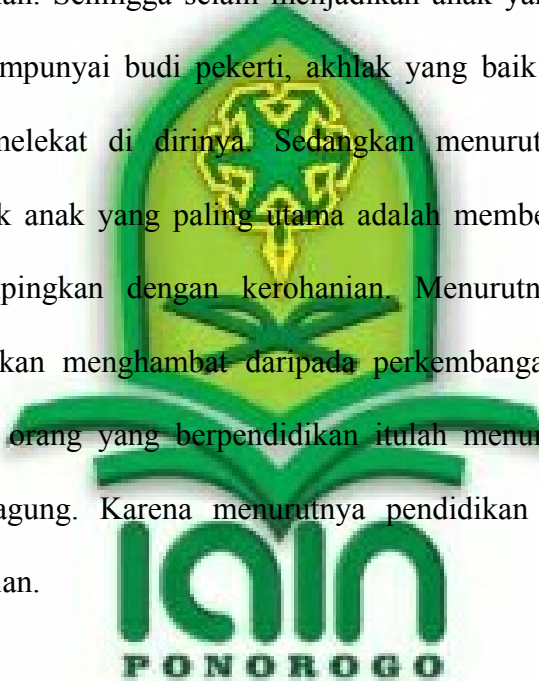 an. Sehingga selain menjadikan anak yan
mpunyai budi pekerti, akhlak yang baik
melekat di dirinya. Sedangkan menurut
k anak yang paling utama adalah membe
pingkan dengan kerohanian. Menurutn
kan menghambat daripada perkembanga
orang yang berpendidikan itulah menur
agung. Karena menurutnya pendidikan
an.
IAIN
PONOROGO